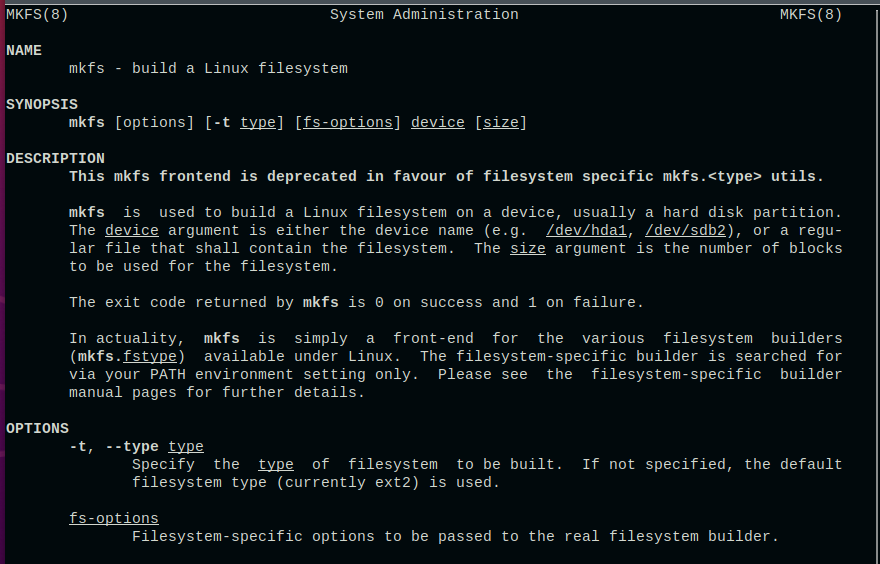 MKFS(8) System Administration MKFS(8)
NAME
mkfs - build a Linux filesystem
SYNOPSIS
mkfs [options] [-t type] [fs-options] device [size]
DESCRIPTION
This mkfs frontend is deprecated in favour of filesystem specific mkfs.<type> utils.
mkfs is used to build a Linux filesystem on a device, usually a hard disk partition.
The device argument is either the device name (e.g. /dev/hda1, /dev/sdb2), or a regu-
lar file that shall contain the filesystem. The size argument is the number of blocks
to be used for the filesystem.
The exit code returned by mkfs is 0 on success and 1 on failure.
In actuality, mkfs is simply a front-end for the various filesystem builders
(mkfs.fstype) available under Linux. The filesystem-specific builder is searched for
via your PATH environment setting only. Please see the filesystem-specific builder
manual pages for further details.
OPTIONS
-t, --type type
Specify the type of filesystem to be built. If not specified, the default
filesystem type (currently ext2) is used.
fs-options
Filesystem-specific options to be passed to the real filesystem builder.